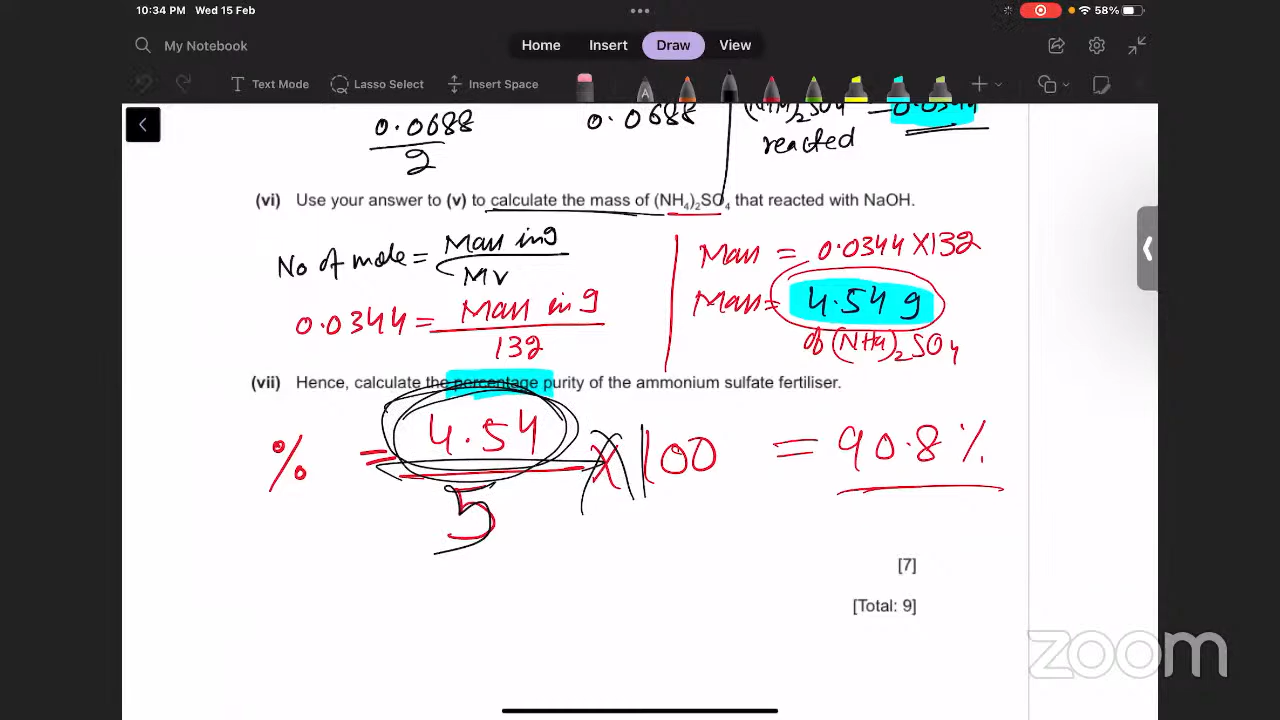 10:34 PM Wed 15 Feb
58%
My Notebook
Home Insert Draw View
Text Mode Lasso Select Insert Space
0.0688
2
0.0688
(NH4)2SO4 = 0.0344
reacted
(vi) Use your answer to (v) to calculate the mass of (NH4)2SO4 that reacted with NaOH.
No of mole = Mass in g
Mr
0.0344 = Mass in g
132
Mass = 0.0344 X 132
Mass = 4.54 g
of (NH4)2SO4
(vii) Hence, calculate the percentage purity of the ammonium sulfate fertiliser.
% = 4.54
5
X 100 = 90.8%
[7]
[Total: 9]
zoom